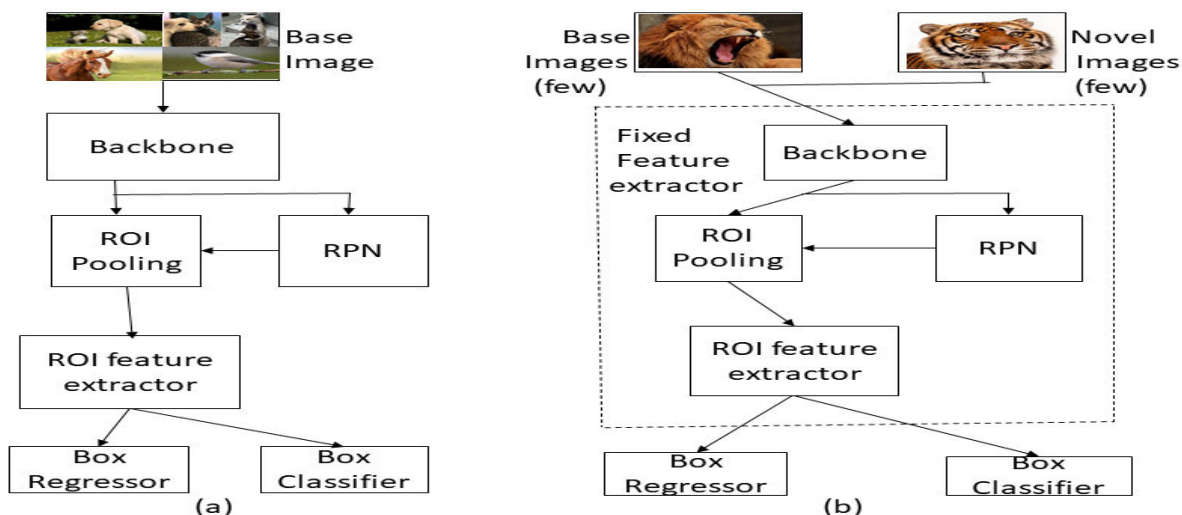 Base
Image
Backbone
ROI
Pooling
RPN
ROI feature
extractor
Box
Regressor
Box
Classifier
(a)
Base
Images
(few)
Novel
Images
(few)
Fixed
Feature
extractor
Backbone
ROI
Pooling
RPN
ROI feature
extractor
Box
Regressor
Box
Classifier
(b)